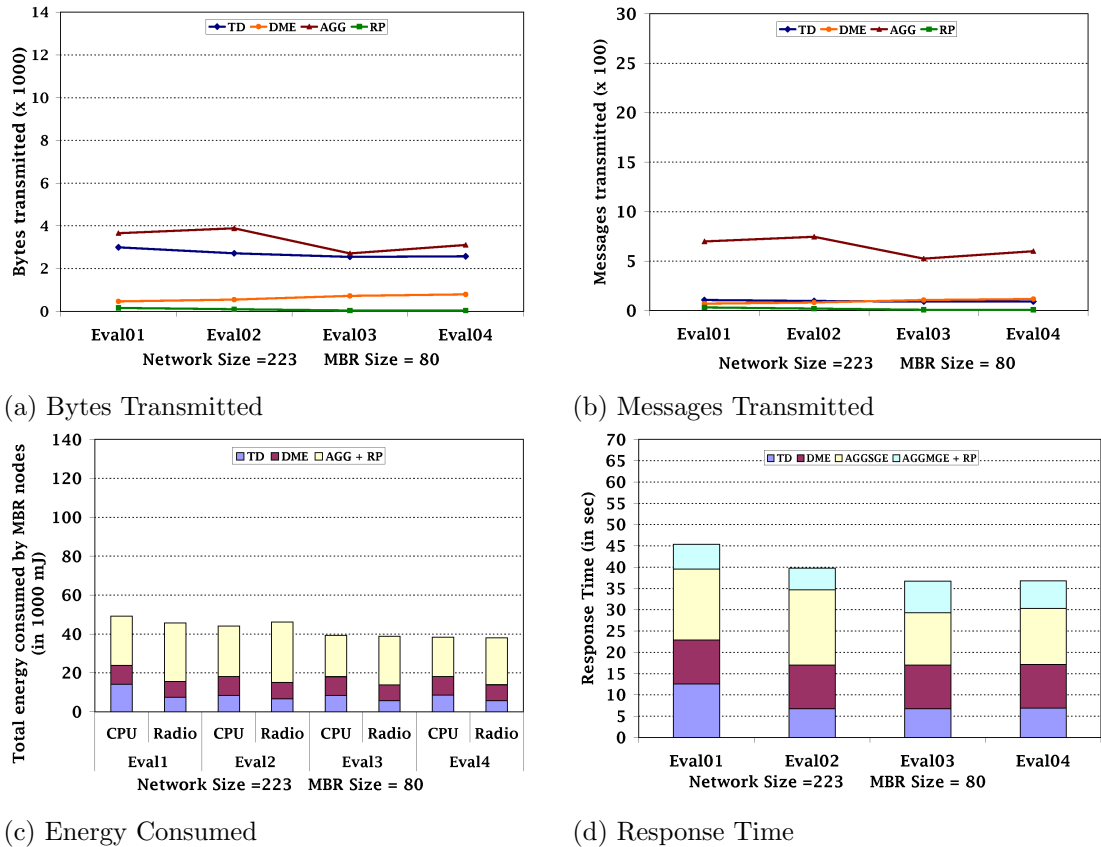 TD DME AGG RP
Bytes transmitted (x 1000)
14
12
10
8
6
4
2
0
Eval01 Eval02 Eval03 Eval04
Network Size =223 MBR Size = 80
(a) Bytes Transmitted
TD DME AGG RP
Messages transmitted (x 100)
30
25
20
15
10
5
0
Eval01 Eval02 Eval03 Eval04
Network Size =223 MBR Size = 80
(b) Messages Transmitted
TD DME AGG + RP
Total energy consumed by MBR nodes
(in 1000 mJ)
140
120
100
80
60
40
20
0
CPU Radio CPU Radio CPU Radio CPU Radio
Eval1 Eval2 Eval3 Eval4
Network Size =223 MBR Size = 80
(c) Energy Consumed
TD DME AGGSGE AGGMGE + RP
Response Time (in sec)
70
65
60
55
50
45
40
35
30
25
20
15
10
5
0
Eval01 Eval02 Eval03 Eval04
Network Size =223 MBR Size = 80
(d) Response Time